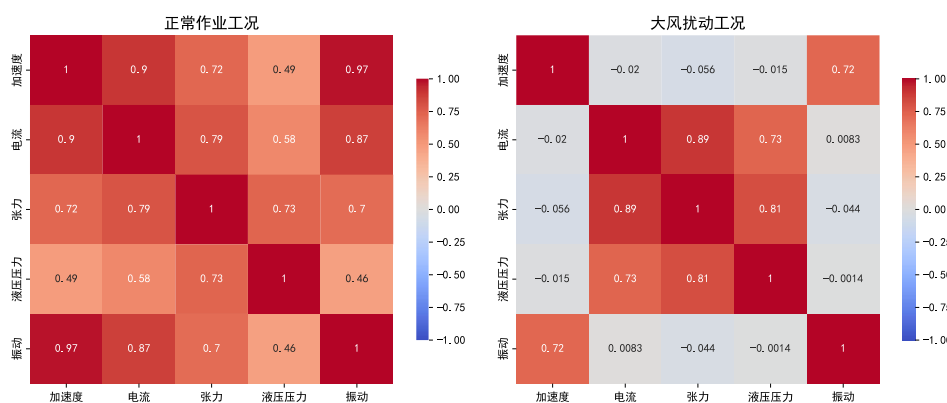 正常作业工况
大风扰动工况
加速度 1 0.9 0.72 0.49 0.97
电流 0.9 1 0.79 0.58 0.87
张力 0.72 0.79 1 0.73 0.7
液压压力 0.49 0.58 0.73 1 0.46
振动 0.97 0.87 0.7 0.46 1
加速度 电流 张力 液压压力 振动
1.00
0.75
0.50
0.25
0.00
-0.25
-0.50
-0.75
-1.00
加速度 1 -0.02 -0.056 -0.015 0.72
电流 -0.02 1 0.89 0.73 0.0083
张力 -0.056 0.89 1 0.81 -0.044
液压压力 -0.015 0.73 0.81 1 -0.0014
振动 0.72 0.0083 -0.044 -0.0014 1
加速度 电流 张力 液压压力 振动
1.00
0.75
0.50
0.25
0.00
-0.25
-0.50
-0.75
-1.00